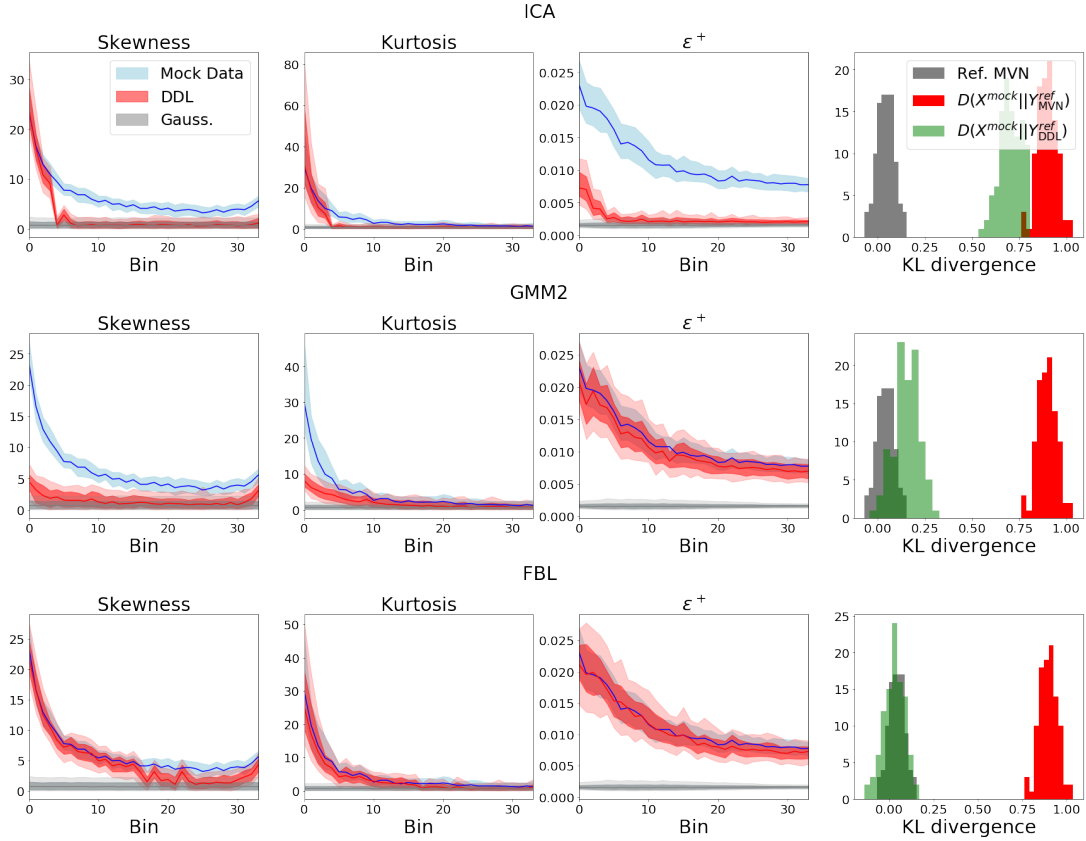 ICA
Skewness
Kurtosis
ε⁺
Mock Data
DDL
Gauss.
Ref. MVN
D(X^mock||Y^ref_MVN)
D(X^mock||Y^ref_DDL)
30
20
10
0
80
60
40
20
0
0.025
0.020
0.015
0.010
0.005
0.000
20
15
10
5
0
0 10 20 30
0 10 20 30
0 10 20 30
0.00 0.25 0.50 0.75 1.00
Bin
Bin
Bin
KL divergence
GMM2
Skewness
Kurtosis
ε⁺
25
20
15
10
5
0
40
30
20
10
0
0.025
0.020
0.015
0.010
0.005
0.000
20
15
10
5
0
0 10 20 30
0 10 20 30
0 10 20 30
0.00 0.25 0.50 0.75 1.00
Bin
Bin
Bin
KL divergence
FBL
Skewness
Kurtosis
ε⁺
25
20
15
10
5
0
50
40
30
20
10
0
0.025
0.020
0.015
0.010
0.005
0.000
25
20
15
10
5
0
0 10 20 30
0 10 20 30
0 10 20 30
0.00 0.25 0.50 0.75 1.00
Bin
Bin
Bin
KL divergence